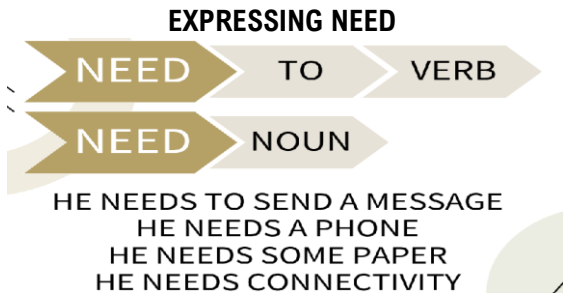 EXPRESSING NEED
NEED TO VERB
NEED NOUN
HE NEEDS TO SEND A MESSAGE
HE NEEDS A PHONE
HE NEEDS SOME PAPER
HE NEEDS CONNECTIVITY